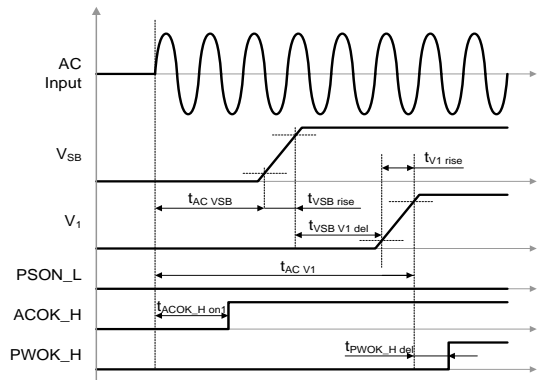 AC
Input
VSB
tV1 rise
tAC VSB
tVSB rise
V1
tVSB V1 del
tAC V1
PSON_L
ACOK_H
tACOK_H on1
PWOK_H
tPWOK_H del